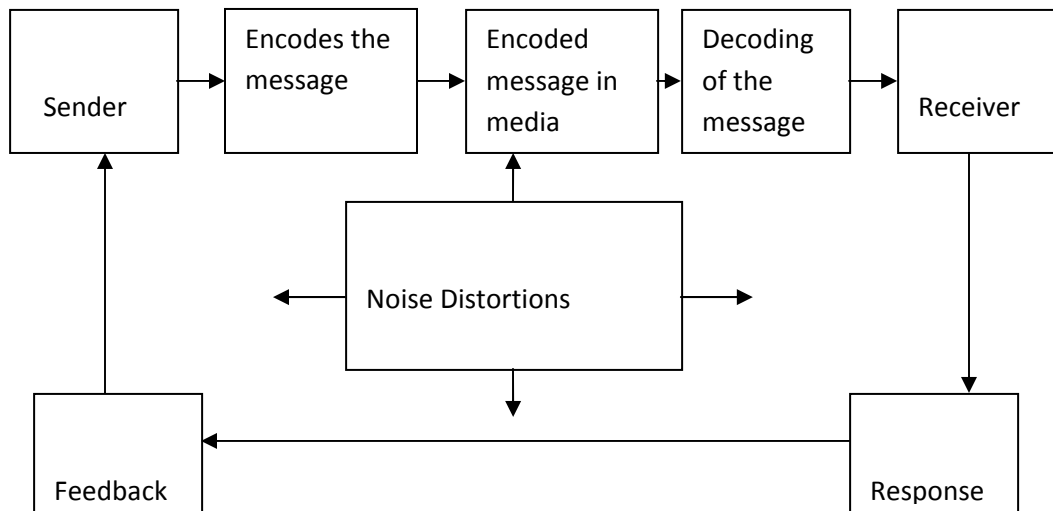 Sender
Encodes the
message
Encoded
message in
media
Decoding
of the
message
Receiver
Noise Distortions
Feedback
Response